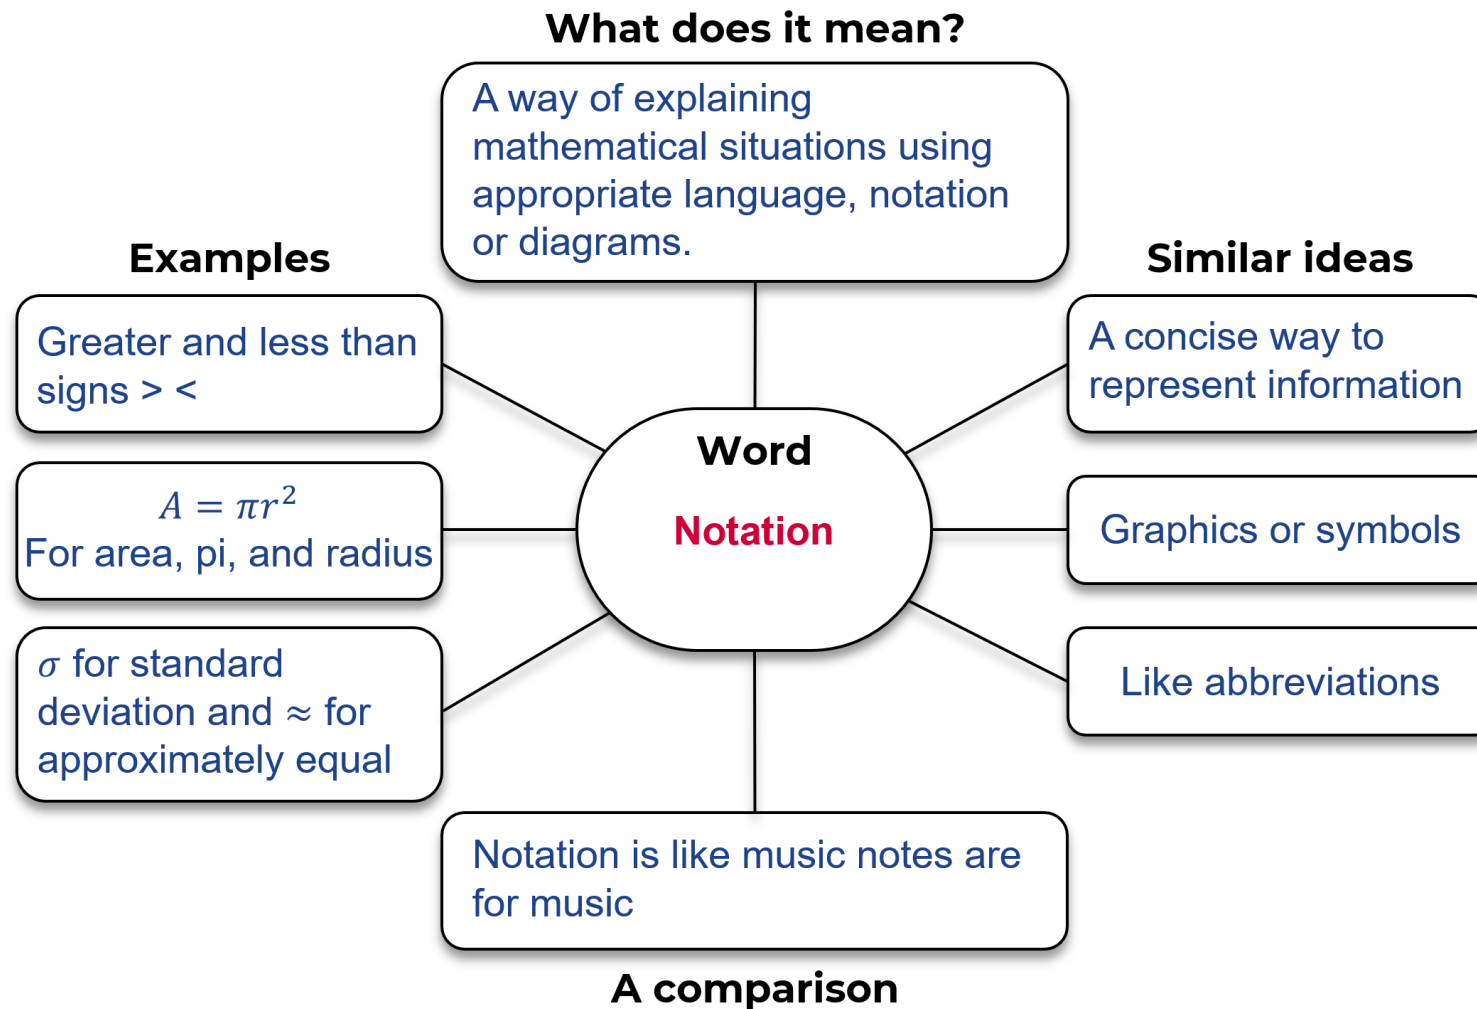 What does it mean?
A way of explaining
mathematical situations using
appropriate language, notation
or diagrams.
Examples
Greater and less than
signs > <
A = πr²
For area, pi, and radius
σ for standard
deviation and ≈ for
approximately equal
Word
Notation
Similar ideas
A concise way to
represent information
Graphics or symbols
Like abbreviations
Notation is like music notes are
for music
A comparison